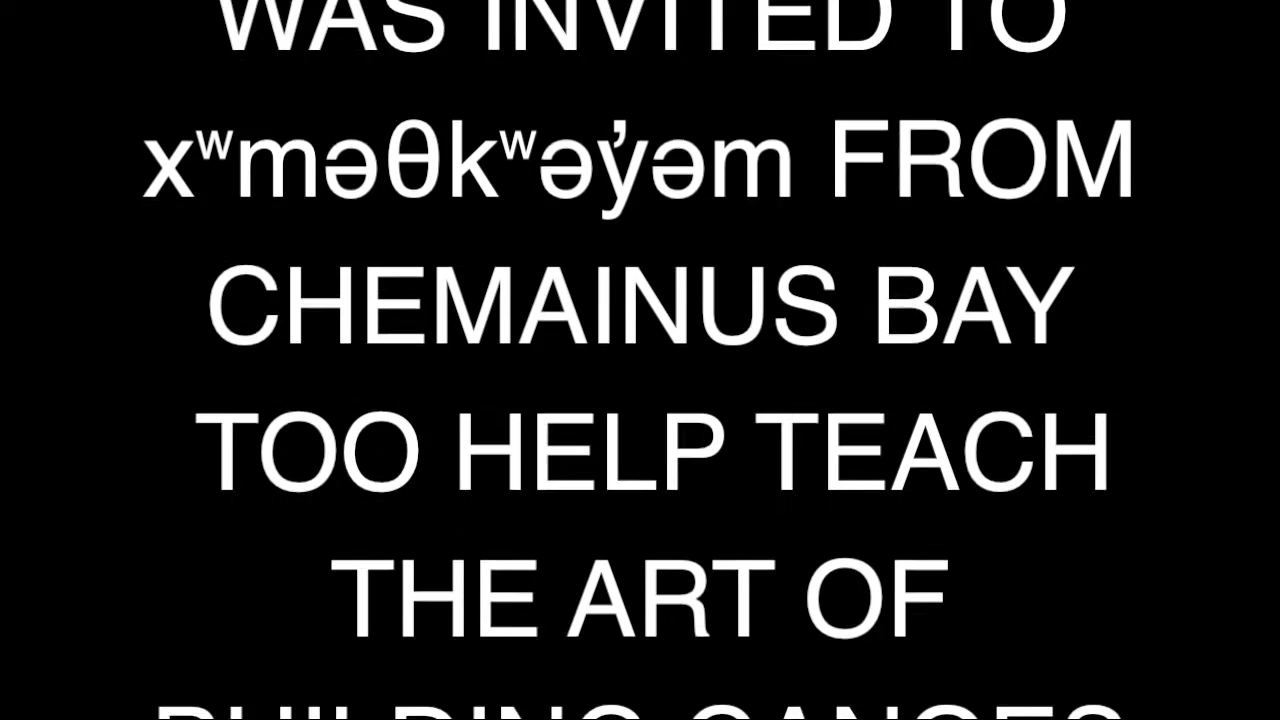 WAS INVITED TO
xʷməθkʷəy̓əm FROM
CHEMAINUS BAY
TOO HELP TEACH
THE ART OF
BUILDING CANOES